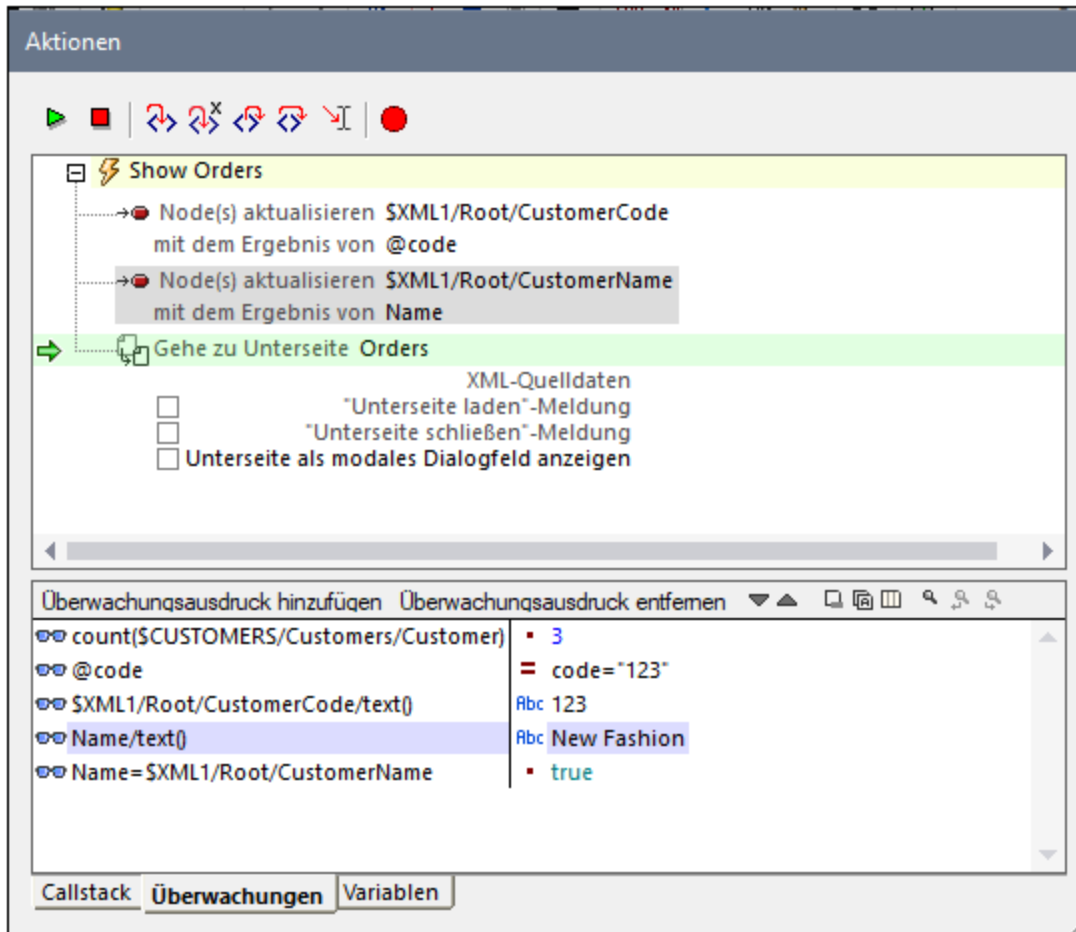 Aktionen
Show Orders
Node(s) aktualisieren $XML1/Root/CustomerCode
mit dem Ergebnis von @code
Node(s) aktualisieren $XML1/Root/CustomerName
mit dem Ergebnis von Name
Gehe zu Unterseite Orders
XML-Quelldaten
"Unterseite laden"-Meldung
"Unterseite schließen"-Meldung
Unterseite als modales Dialogfeld anzeigen
Überwachungsausdruck hinzufügen Überwachungsausdruck entfernen
count($CUSTOMERS/Customers/Customer) 3
@code = code="123"
$XML1/Root/CustomerCode/text() Abc 123
Name/text() Abc New Fashion
Name=$XML1/Root/CustomerName true
Callstack Überwachungen Variablen